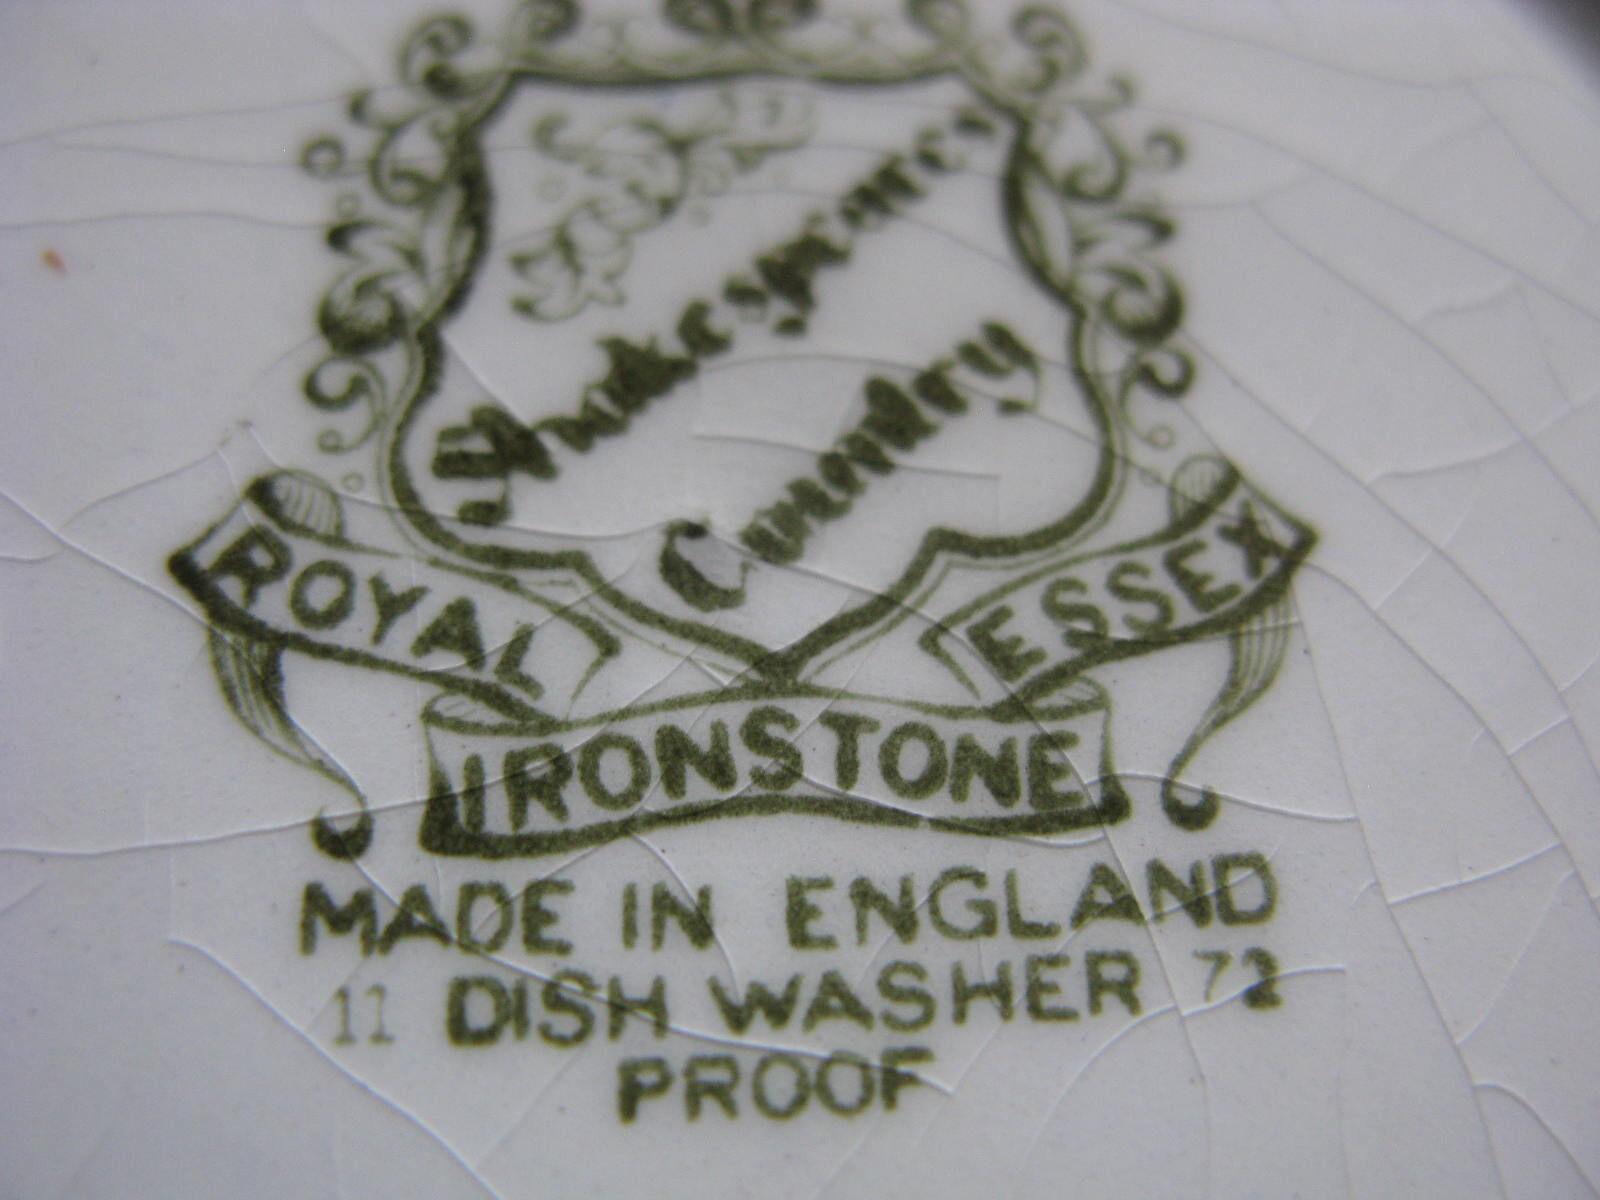 Shakespeare's
Country
ROYAL ESSEX
IRONSTONE
MADE IN ENGLAND
11 DISH WASHER 72
PROOF